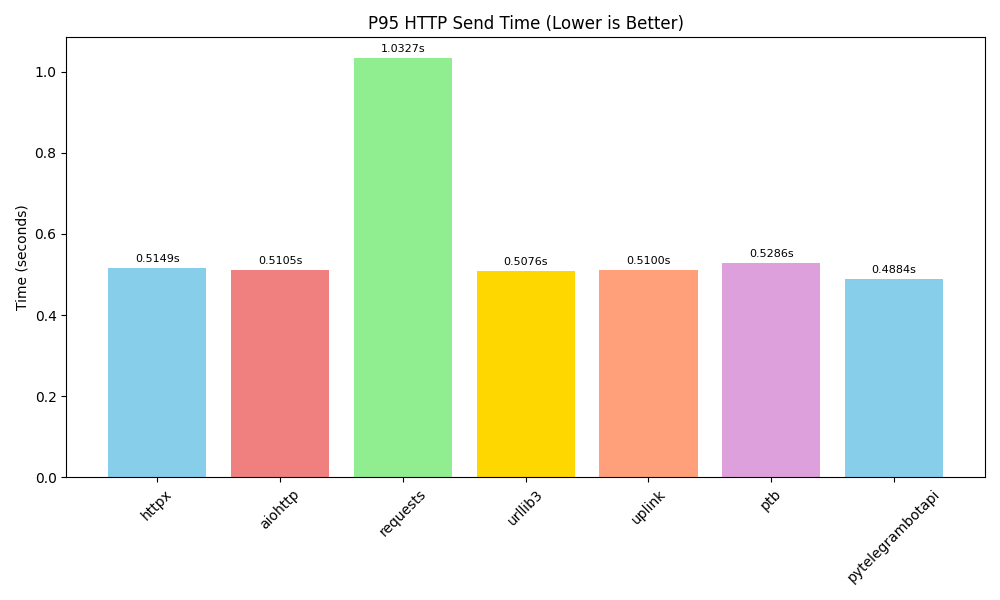 P95 HTTP Send Time (Lower is Better)
Time (seconds)
1.0
0.8
0.6
0.4
0.2
0.0
0.5149s
0.5105s
1.0327s
0.5076s
0.5100s
0.5286s
0.4884s
httpx
aiohttp
requests
urllib3
uplink
ptb
pytelegrambotapi